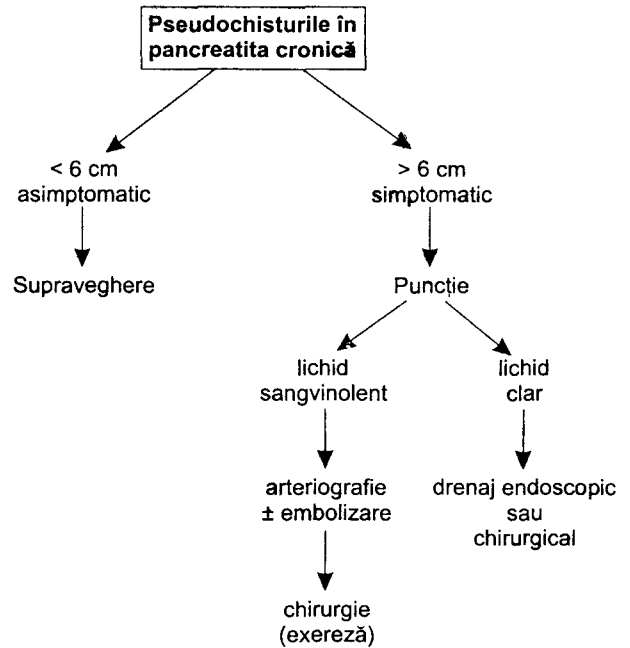 Pseudochisturile în
pancreatita cronică
< 6 cm
asimptomatic
> 6 cm
simptomatic
Supraveghere
Puncție
lichid
sangvinolent
lichid
clar
arteriografie
± embolizare
drenaj endoscopic
sau
chirurgical
chirurgie
(exereză)